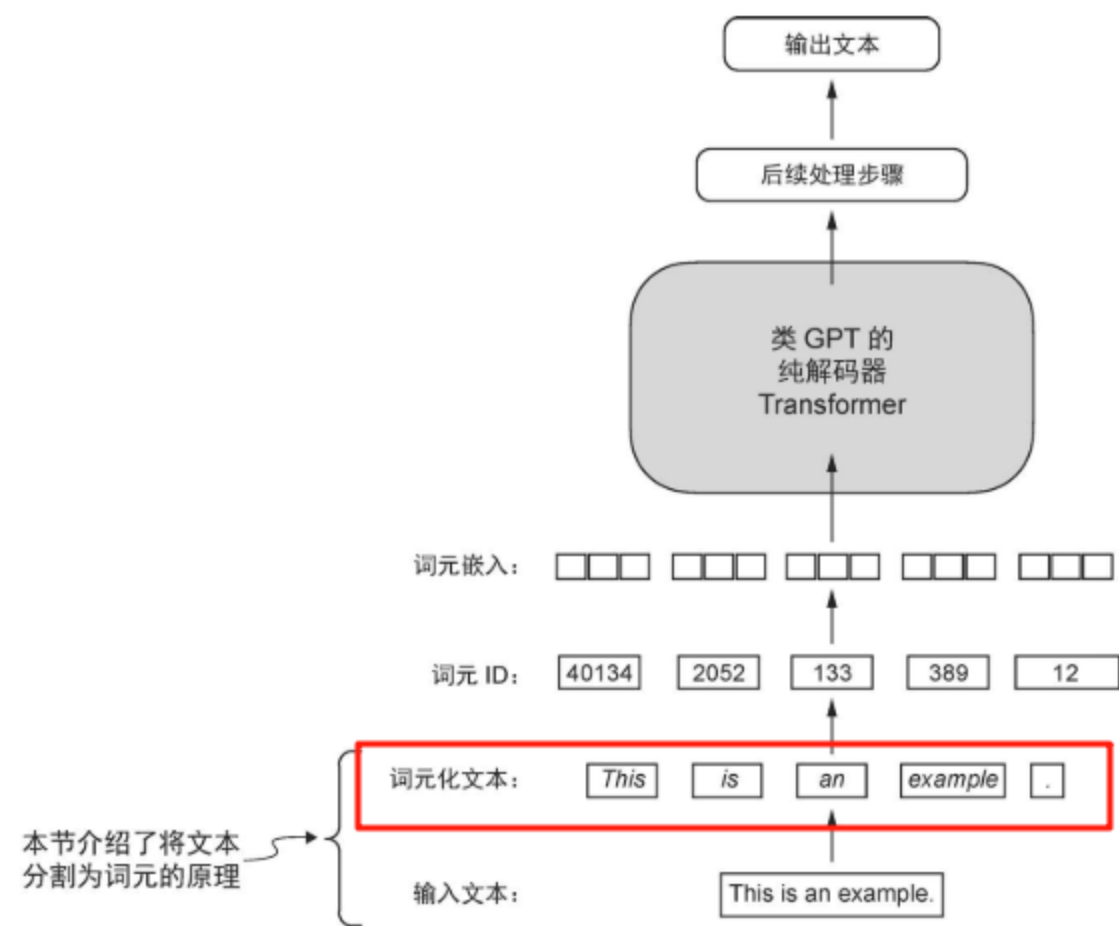 输出文本
后续处理步骤
类 GPT 的
纯解码器
Transformer
词元嵌入：
词元 ID： 40134 2052 133 389 12
词元化文本： This is an example .
本节介绍了将文本
分割为词元的原理
输入文本： This is an example.